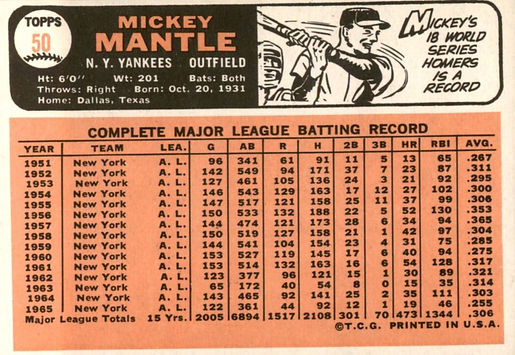 TOPPS
50
MICKEY
MANTLE
N. Y. YANKEES OUTFIELD
Ht: 6'0" Wt: 201 Bats: Both
Throws: Right Born: Oct. 20, 1931
Home: Dallas, Texas
MICKEY'S
18 WORLD
SERIES
HOMERS
IS A
RECORD
COMPLETE MAJOR LEAGUE BATTING RECORD
YEAR TEAM LEA. G AB R H 2B 3B HR RBI AVG.
1951 New York A. L. 96 341 61 91 11 5 13 65 .267
1952 New York A. L. 142 549 94 171 37 7 23 87 .311
1953 New York A. L. 127 461 105 136 24 3 21 92 .295
1954 New York A. L. 146 543 129 163 17 12 27 102 .300
1955 New York A. L. 147 517 121 158 25 11 37 99 .306
1956 New York A. L. 150 533 132 188 22 5 52 130 .353
1957 New York A. L. 144 474 121 173 28 6 34 94 .365
1958 New York A. L. 150 519 127 158 21 1 42 97 .304
1959 New York A. L. 144 541 104 154 23 4 31 75 .285
1960 New York A. L. 153 527 119 145 17 6 40 94 .275
1961 New York A. L. 153 514 132 163 16 6 54 128 .317
1962 New York A. L. 123 377 96 121 15 1 30 89 .321
1963 New York A. L. 65 172 40 54 8 0 15 35 .314
1964 New York A. L. 143 465 92 141 25 2 35 111 .303
1965 New York A. L. 122 361 44 92 12 1 19 46 .255
Major League Totals 15 Yrs. 2005 6894 1517 2108 301 70 473 1344 .306
©T.C.G. PRINTED IN U.S.A.